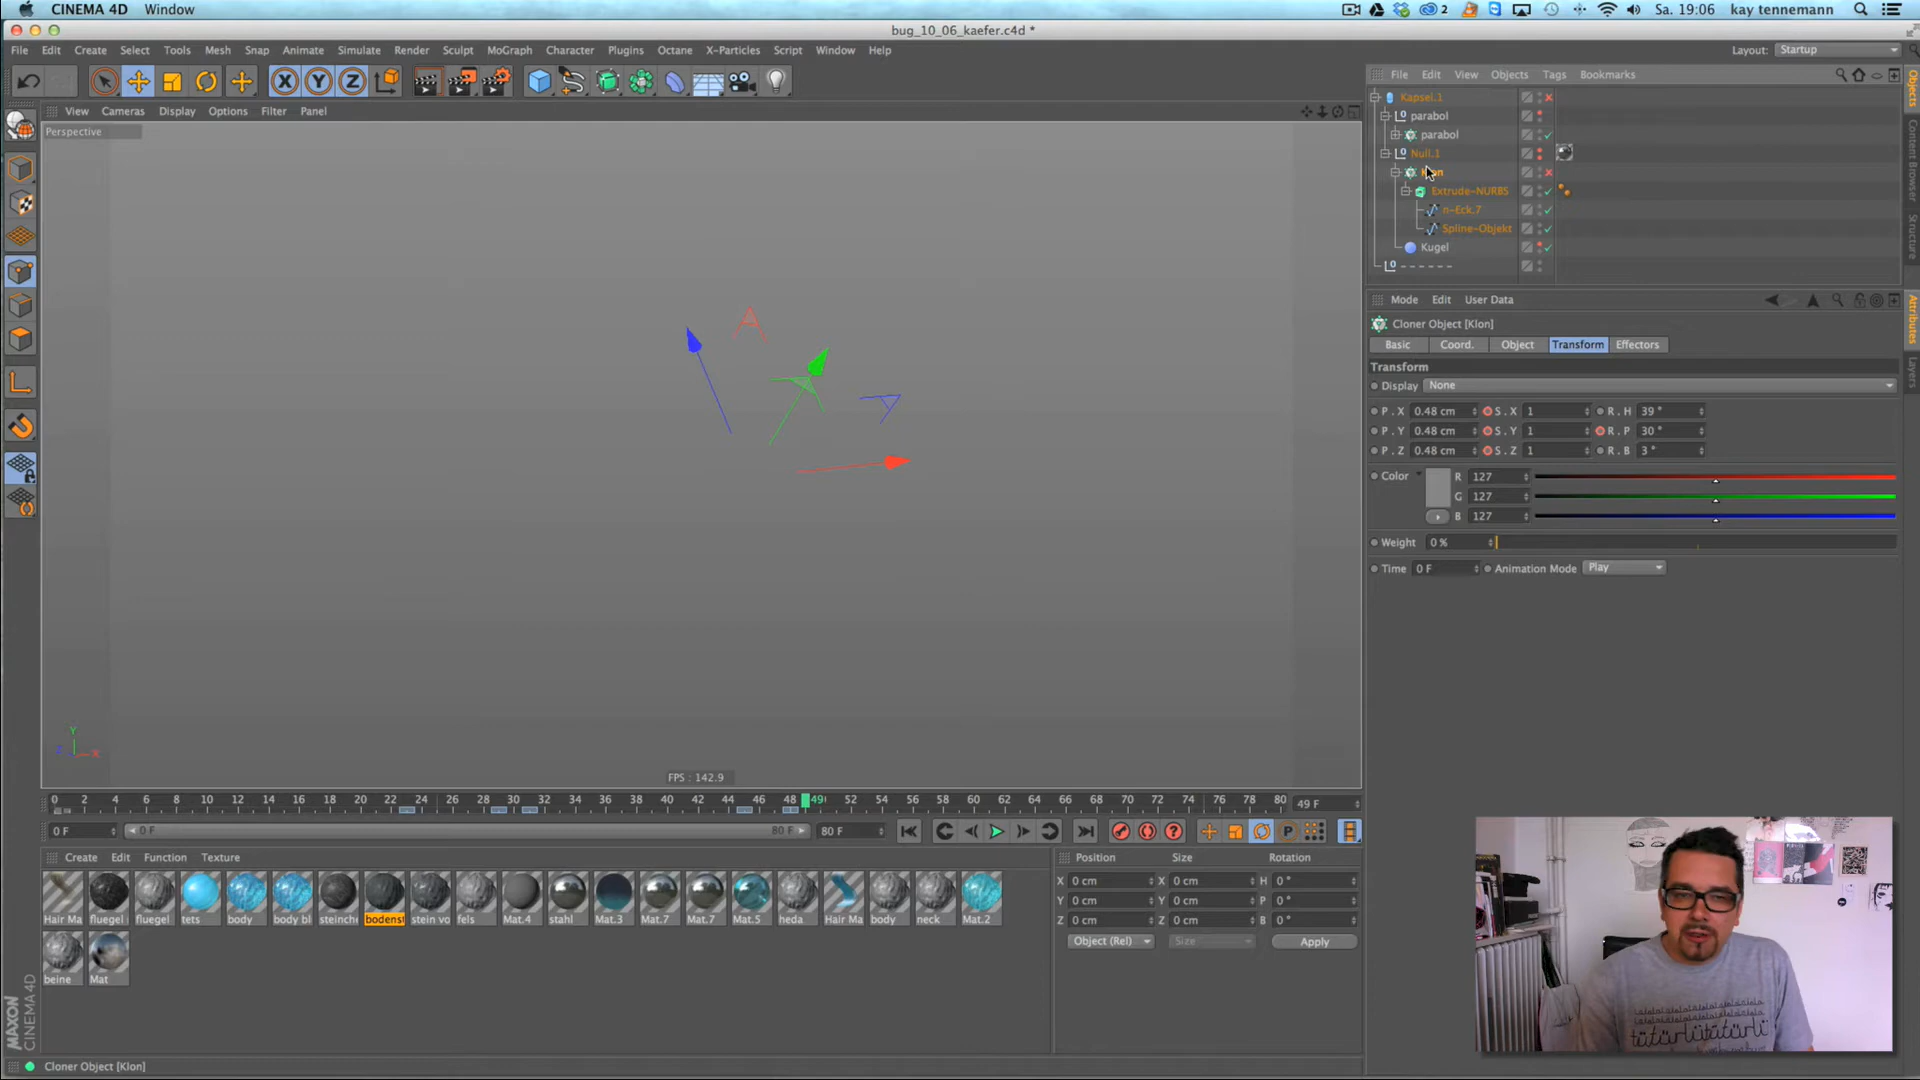 CINEMA 4D Window 2 Sa. 19:06 kay tennemann
bug_10_06_kaefer.c4d *
File Edit Create Select Tools Mesh Snap Animate Simulate Render Sculpt MoGraph Character Plugins Octane X-Particles Script Window Help Layout: Startup
X Y Z
File Edit View Objects Tags Bookmarks
View Cameras Display Options Filter Panel
Perspective
Kapsel.1
parabol
parabol
Null.1
Extrude-NURBS
n-Eck.7
Spline-Objekt
Kugel
-------
Objects
Content Browser
Structure
Mode Edit User Data
Cloner Object [Klon]
Basic Coord. Object Transform Effectors
Transform
Display None
P . X 0.48 cm S . X 1 R . H 39 °
P . Y 0.48 cm S . Y 1 R . P 30 °
P . Z 0.48 cm S . Z 1 R . B 3 °
Color R 127
G 127
B 127
Weight 0 %
Time 0 F Animation Mode Play
Attributes
Layers
Y
Z X
FPS : 142.9
0 2 4 6 8 10 12 14 16 18 20 22 24 26 28 30 32 34 36 38 40 42 44 46 48 49 52 54 56 58 60 62 64 66 68 70 72 74 76 78 80 49 F
0 F 0 F 80 F 80 F
Create Edit Function Texture
Hair Ma fluegel fluegel tets body body bl steinche bodenst stein vo fels Mat.4 stahl Mat.3 Mat.7 Mat.7 Mat.5 heda Hair Ma body neck Mat.2
beine Mat
Position Size Rotation
X 0 cm X 0 cm H 0 °
Y 0 cm Y 0 cm P 0 °
Z 0 cm Z 0 cm B 0 °
Object (Rel) Size Apply
MAXON
CINEMA 4D
Cloner Object [Klon]